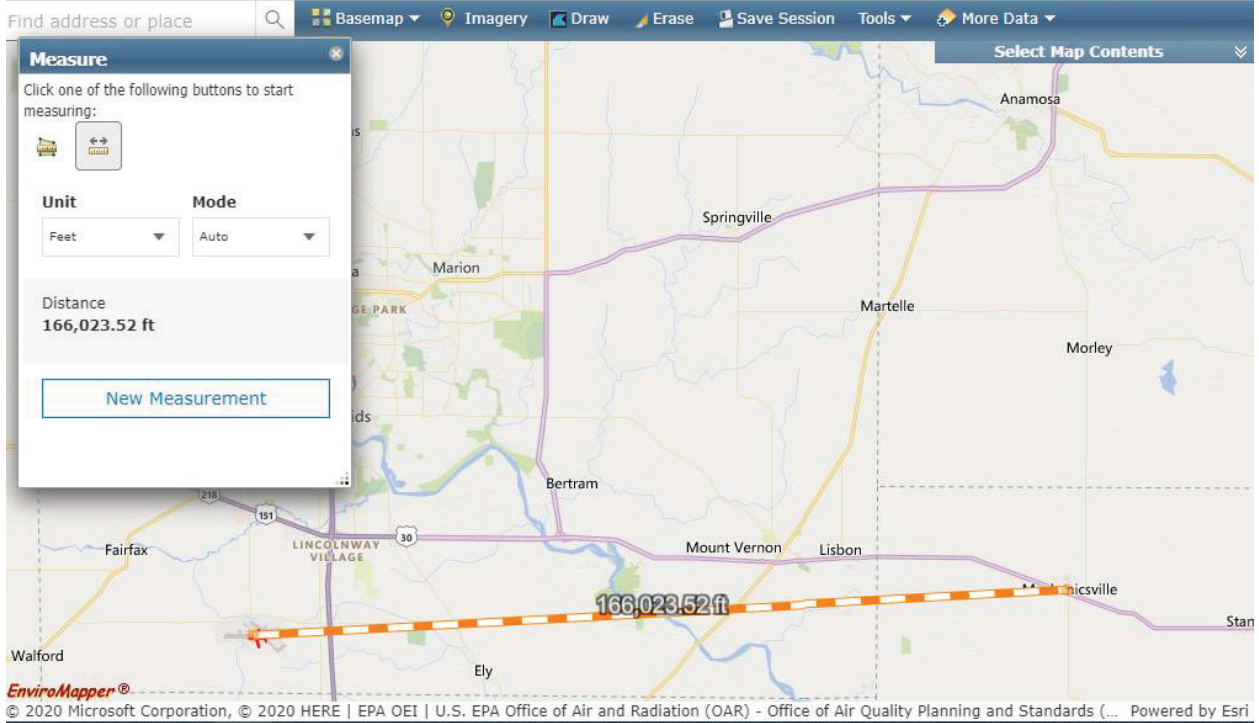 Find address or place
Basemap
Imagery
Draw
Erase
Save Session
Tools
More Data
Select Map Contents
Measure
Click one of the following buttons to start
measuring:
Unit
Mode
Feet
Auto
Distance
166,023.52 ft
New Measurement
Anamosa
Springville
Marion
GE PARK
Martelle
Morley
ids
Bertram
218
151
30
Fairfax
LINCOLNWAY
VILLAGE
Mount Vernon
Lisbon
166,023.52 ft
nicsville
Stan
Walford
Ely
EnviroMapper ®
© 2020 Microsoft Corporation, © 2020 HERE | EPA OEI | U.S. EPA Office of Air and Radiation (OAR) - Office of Air Quality Planning and Standards (... Powered by Esri